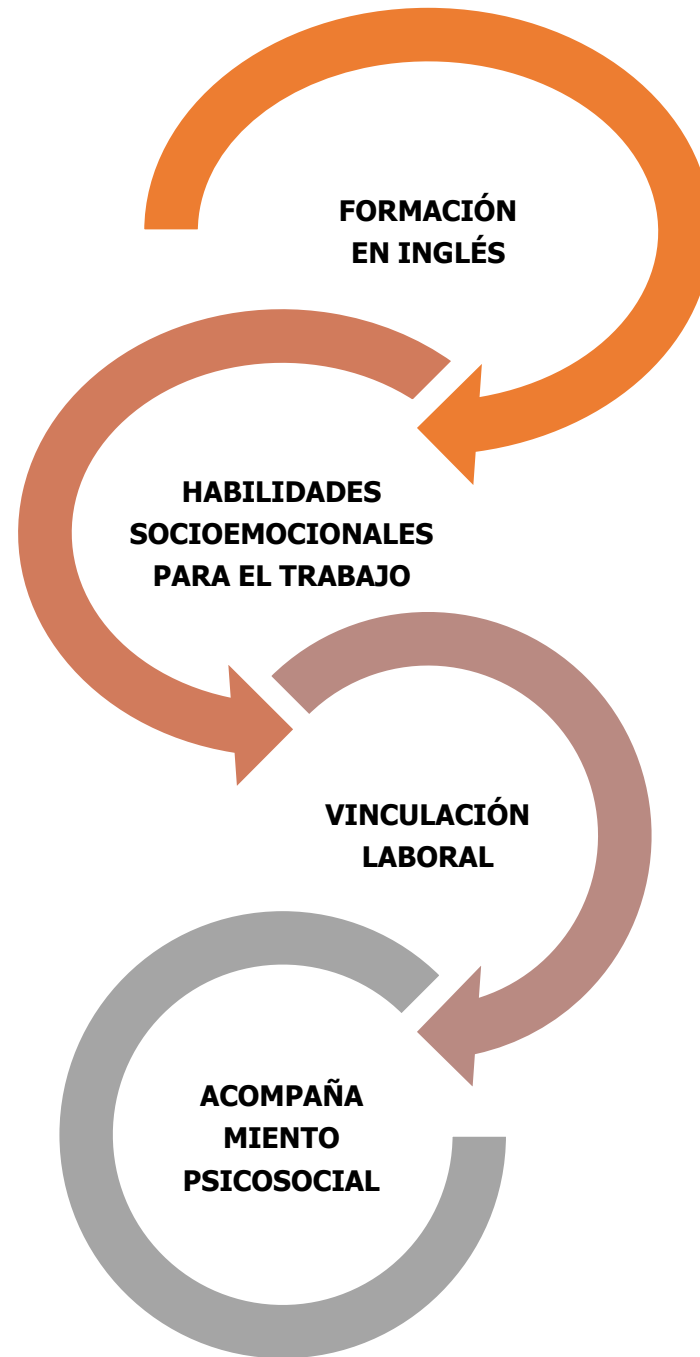 FORMACIÓN
EN INGLÉS
HABILIDADES
SOCIOEMOCIONALES
PARA EL TRABAJO
VINCULACIÓN
LABORAL
ACOMPAÑA
MIENTO
PSICOSOCIAL